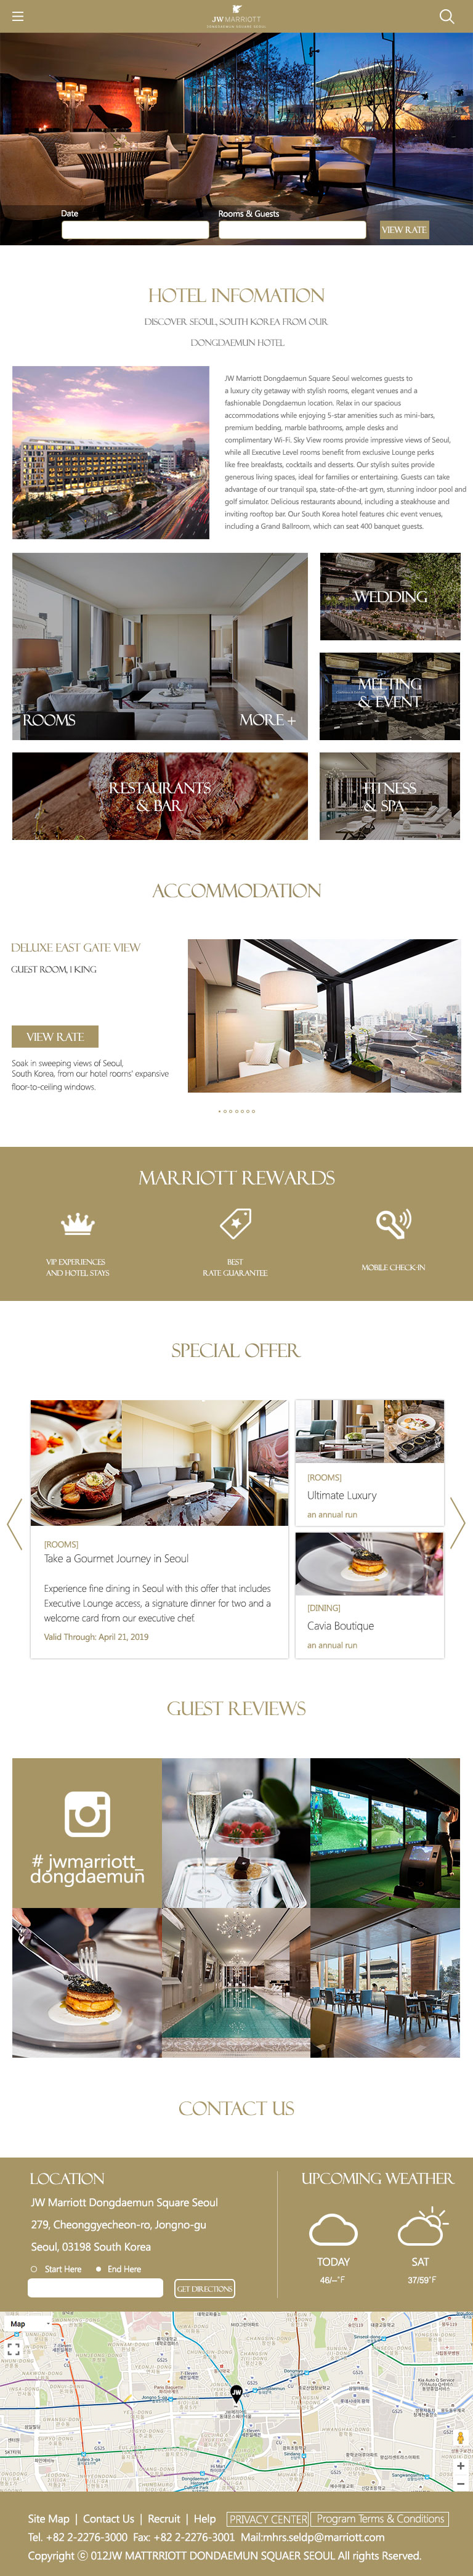 JW MARRIOTT
DONGDAEMUN SQUARE SEOUL
Date
Rooms & Guests
VIEW RATE
HOTEL INFOMATION
DISCOVER SEOUL, SOUTH KOREA FROM OUR
DONGDAEMUN HOTEL
JW Marriott Dongdaemun Square Seoul welcomes guests to
a luxury city getaway with stylish rooms, elegant venues and a
fashionable Dongdaemun location. Relax in our spacious
accommodations while enjoying 5-star amenities such as mini-bars,
premium bedding, marble bathrooms, ample desks and
complimentary Wi-Fi. Sky View rooms provide impressive views of Seoul,
while all Executive Level rooms benefit from exclusive Lounge perks
like free breakfasts, cocktails and desserts. Our stylish suites provide
generous living spaces, ideal for families or entertaining. Guests can take
advantage of our tranquil spa, state-of-the-art gym, stunning indoor pool and
golf simulator. Delicious restaurants abound, including a steakhouse and
inviting rooftop bar. Our South Korea hotel features chic event venues,
including a Grand Ballroom, which can seat 400 banquet guests.
WEDDING
MEETING
& EVENT
ROOMS
MORE +
RESTAURANTS
& BAR
FITNESS
& SPA
ACCOMMODATION
DELUXE EAST GATE VIEW
GUEST ROOM, 1 KING
VIEW RATE
Soak in sweeping views of Seoul,
South Korea, from our hotel rooms' expansive
floor-to-ceiling windows.
MARRIOTT REWARDS
VIP EXPERIENCES
AND HOTEL STAYS
BEST
RATE GUARANTEE
MOBILE CHECK-IN
SPECIAL OFFER
[ROOMS]
Take a Gourmet Journey in Seoul
Experience fine dining in Seoul with this offer that includes
Executive Lounge access, a signature dinner for two and a
welcome card from our executive chef.
Valid Through: April 21, 2019
[ROOMS]
Ultimate Luxury
an annual run
[DINING]
Cavia Boutique
an annual run
GUEST REVIEWS
# jwmarriott_
dongdaemun
CONTACT US
LOCATION
JW Marriott Dongdaemun Square Seoul
279, Cheonggyecheon-ro, Jongno-gu
Seoul, 03198 South Korea
Start Here
End Here
GET DIRECTIONS
UPCOMING WEATHER
TODAY
46/--°F
SAT
37/59°F
Map
JW
Site Map | Contact Us | Recruit | Help PRIVACY CENTER Program Terms & Conditions
Tel. +82 2-2276-3000 Fax: +82 2-2276-3001 Mail:mhrs.seldp@marriott.com
Copyright ⓒ 012JW MATTRRIOTT DONDAEMUN SQUAER SEOUL All rights Rserved.